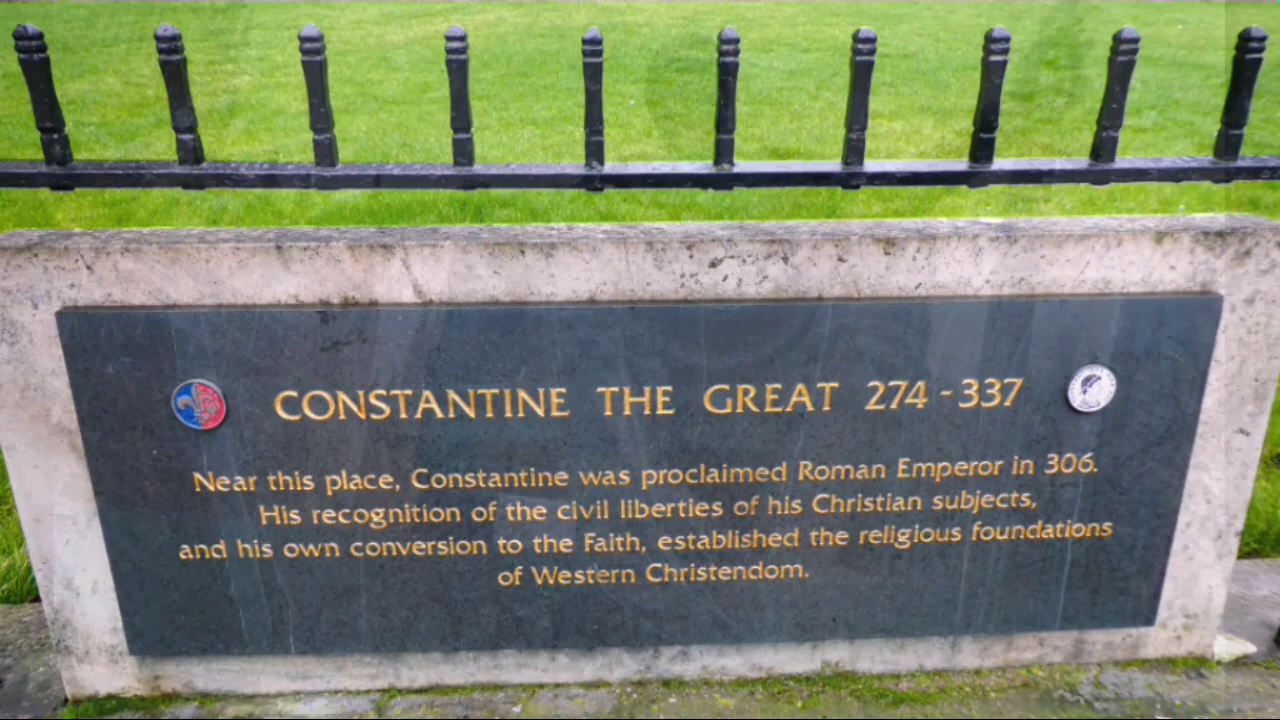 CONSTANTINE THE GREAT 274-337
Near this place, Constantine was proclaimed Roman Emperor in 306.
His recognition of the civil liberties of his Christian subjects,
and his own conversion to the Faith, established the religious foundations
of Western Christendom.